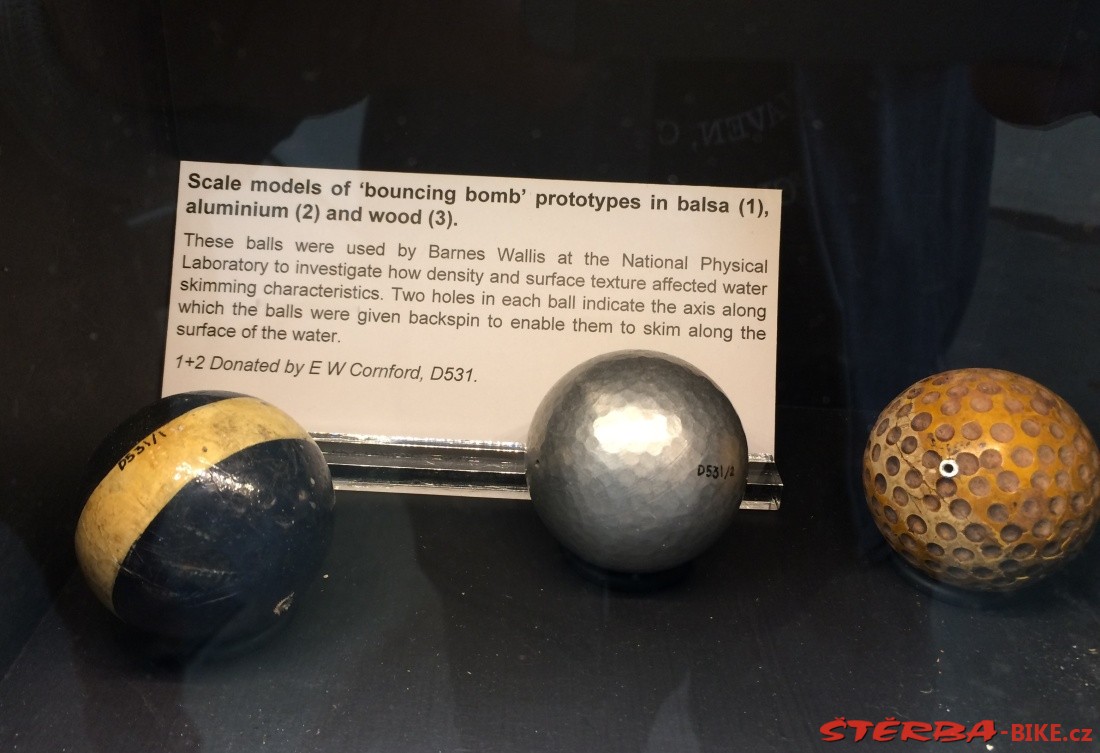 Scale models of ‘bouncing bomb’ prototypes in balsa (1),
aluminium (2) and wood (3).
These balls were used by Barnes Wallis at the National Physical
Laboratory to investigate how density and surface texture affected water
skimming characteristics. Two holes in each ball indicate the axis along
which the balls were given backspin to enable them to skim along the
surface of the water.
1+2 Donated by E W Cornford, D531.
D531/1
D531/2
ŠTĚRBA-BIKE.cz